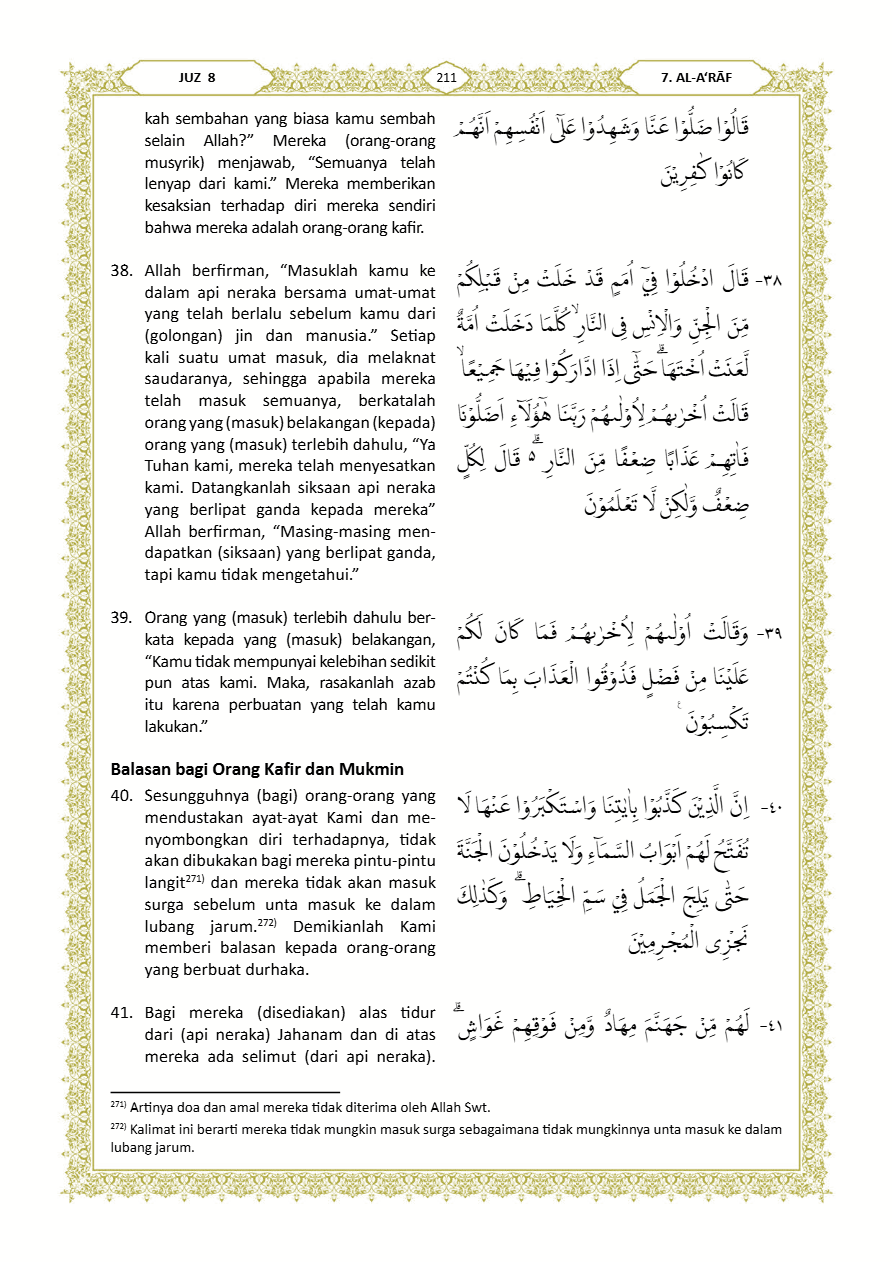 JUZ 8
211
7. AL-A‘RĀF
kah sembahan yang biasa kamu sembah
selain Allah?” Mereka (orang-orang
musyrik) menjawab, “Semuanya telah
lenyap dari kami.” Mereka memberikan
kesaksian terhadap diri mereka sendiri
bahwa mereka adalah orang-orang kafir.
قَالُوْا ضَلُّوْا عَنَّا وَشَهِدُوْا عَلٰٓى اَنْفُسِهِمْ اَنَّهُمْ
كَانُوْا كٰفِرِيْنَ
38. Allah berfirman, “Masuklah kamu ke
dalam api neraka bersama umat-umat
yang telah berlalu sebelum kamu dari
(golongan) jin dan manusia.” Setiap
kali suatu umat masuk, dia melaknat
saudaranya, sehingga apabila mereka
telah masuk semuanya, berkatalah
orang yang (masuk) belakangan (kepada)
orang yang (masuk) terlebih dahulu, “Ya
Tuhan kami, mereka telah menyesatkan
kami. Datangkanlah siksaan api neraka
yang berlipat ganda kepada mereka”
Allah berfirman, “Masing-masing men-
dapatkan (siksaan) yang berlipat ganda,
tapi kamu tidak mengetahui.”
٣٨- قَالَ ادْخُلُوْا فِيْٓ اُمَمٍ قَدْ خَلَتْ مِنْ قَبْلِكُمْ
مِّنَ الْجِنِّ وَالْاِنْسِ فِى النَّارِۙ كُلَّمَا دَخَلَتْ اُمَّةٌ
لَّعَنَتْ اُخْتَهَاۗ حَتّٰٓى اِذَا ادَّارَكُوْا فِيْهَا جَمِيْعًاۙ
قَالَتْ اُخْرٰىهُمْ لِاُوْلٰىهُمْ رَبَّنَا هٰٓؤُلَاۤءِ اَضَلُّوْنَا
فَاٰتِهِمْ عَذَابًا ضِعْفًا مِّنَ النَّارِ ەۗ قَالَ لِكُلٍّ
ضِعْفٌ وَّلٰكِنْ لَّا تَعْلَمُوْنَ
39. Orang yang (masuk) terlebih dahulu ber-
kata kepada yang (masuk) belakangan,
“Kamu tidak mempunyai kelebihan sedikit
pun atas kami. Maka, rasakanlah azab
itu karena perbuatan yang telah kamu
lakukan.”
٣٩- وَقَالَتْ اُوْلٰىهُمْ لِاُخْرٰىهُمْ فَمَا كَانَ لَكُمْ
عَلَيْنَا مِنْ فَضْلٍ فَذُوْقُوا الْعَذَابَ بِمَا كُنْتُمْ
تَكْسِبُوْنَ ࣖ
Balasan bagi Orang Kafir dan Mukmin
40. Sesungguhnya (bagi) orang-orang yang
mendustakan ayat-ayat Kami dan me-
nyombongkan diri terhadapnya, tidak
akan dibukakan bagi mereka pintu-pintu
langit²⁷¹⁾ dan mereka tidak akan masuk
surga sebelum unta masuk ke dalam
lubang jarum.²⁷²⁾ Demikianlah Kami
memberi balasan kepada orang-orang
yang berbuat durhaka.
٤٠- اِنَّ الَّذِيْنَ كَذَّبُوْا بِاٰيٰتِنَا وَاسْتَكْبَرُوْا عَنْهَا لَا
تُفَتَّحُ لَهُمْ اَبْوَابُ السَّمَاۤءِ وَلَا يَدْخُلُوْنَ الْجَنَّةَ
حَتّٰى يَلِجَ الْجَمَلُ فِيْ سَمِّ الْخِيَاطِۗ وَكَذٰلِكَ
نَجْزِى الْمُجْرِمِيْنَ
41. Bagi mereka (disediakan) alas tidur
dari (api neraka) Jahanam dan di atas
mereka ada selimut (dari api neraka).
٤١- لَهُمْ مِّنْ جَهَنَّمَ مِهَادٌ وَّمِنْ فَوْقِهِمْ غَوَاشٍۗ
²⁷¹⁾ Artinya doa dan amal mereka tidak diterima oleh Allah Swt.
²⁷²⁾ Kalimat ini berarti mereka tidak mungkin masuk surga sebagaimana tidak mungkinnya unta masuk ke dalam
lubang jarum.